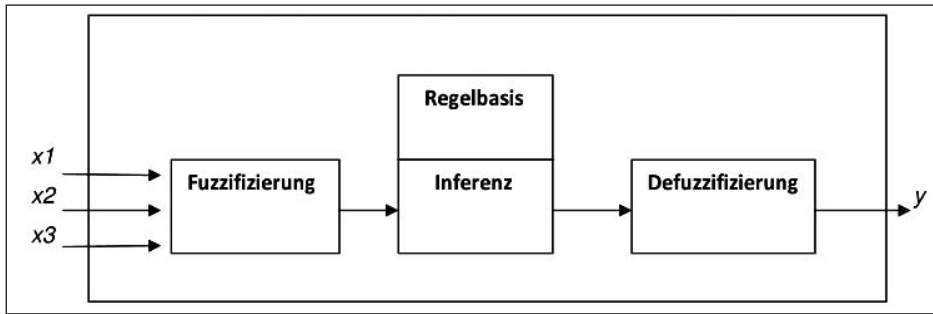 Regelbasis
x1
x2
x3
Fuzzifizierung
Inferenz
Defuzzifizierung
y